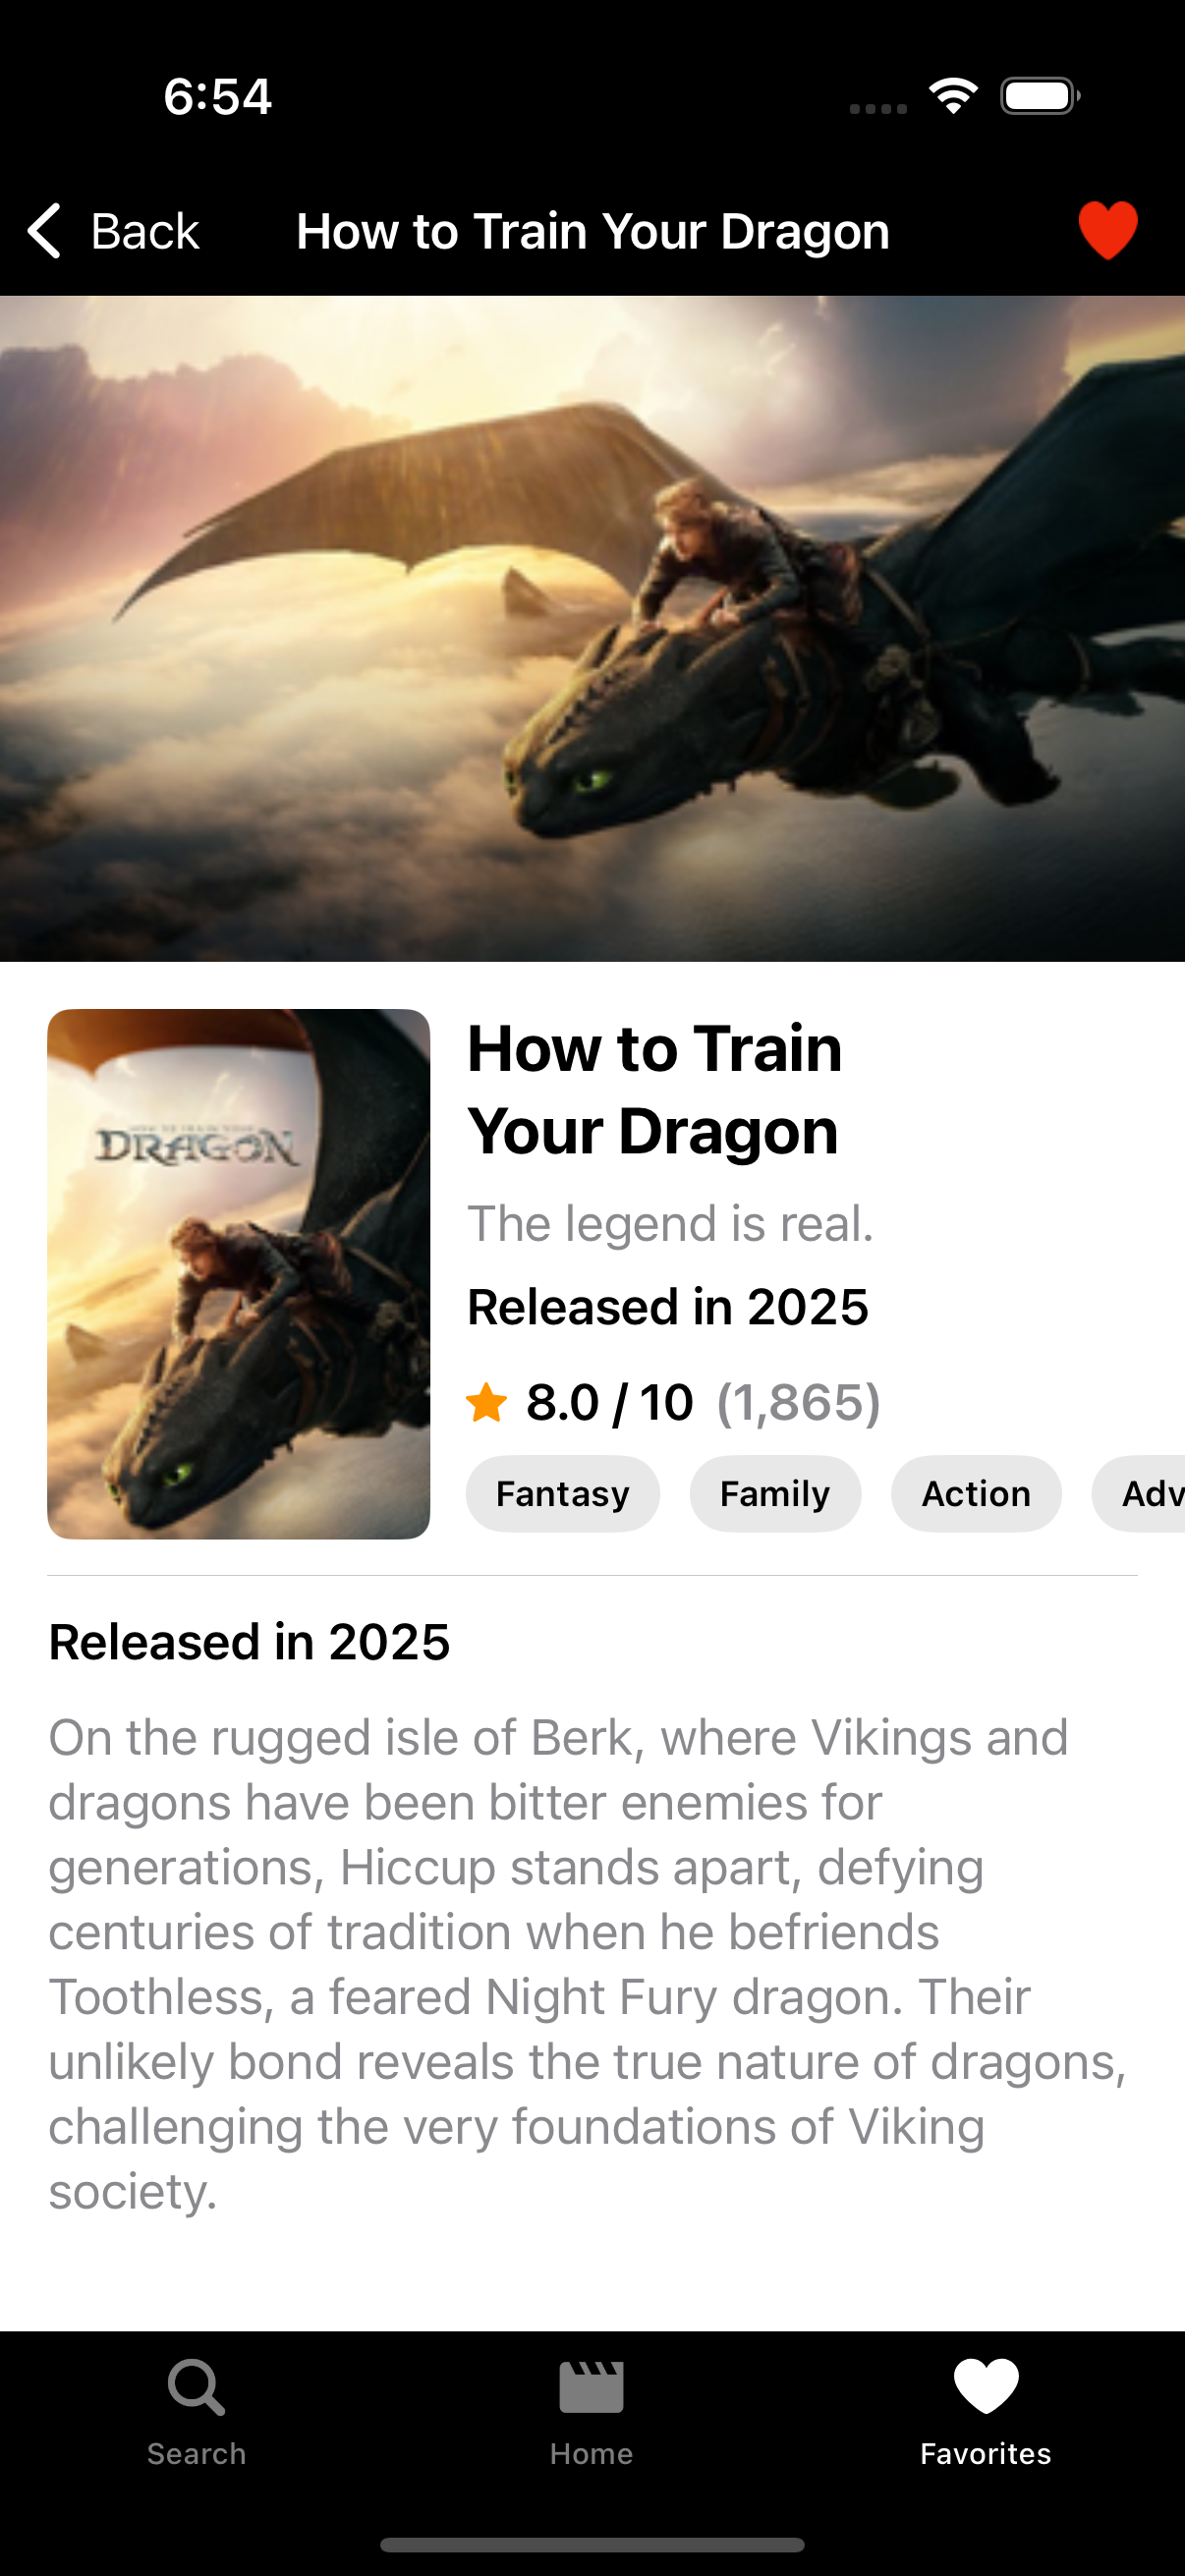 6:54
Back
How to Train Your Dragon
HOW TO TRAIN YOUR
DRAGON
How to Train
Your Dragon
The legend is real.
Released in 2025
8.0 / 10 (1,865)
Fantasy
Family
Action
Adv
Released in 2025
On the rugged isle of Berk, where Vikings and
dragons have been bitter enemies for
generations, Hiccup stands apart, defying
centuries of tradition when he befriends
Toothless, a feared Night Fury dragon. Their
unlikely bond reveals the true nature of dragons,
challenging the very foundations of Viking
society.
Search
Home
Favorites